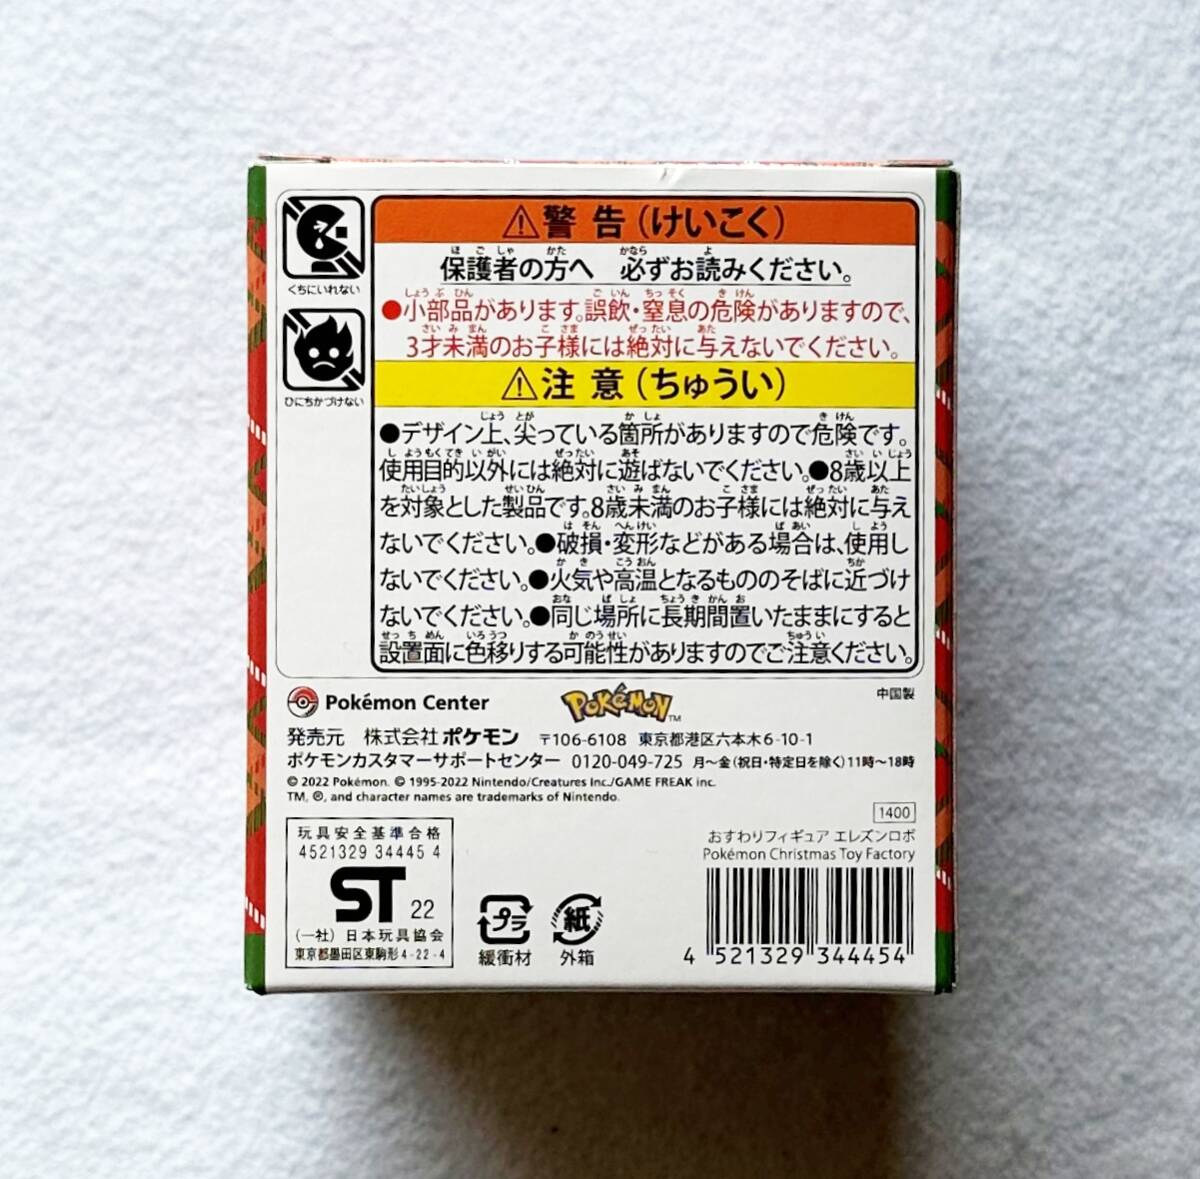 警告(けいこく)
保護者の方へ 必ずお読みください。
●小部品があります。誤飲・窒息の危険がありますので、
3才未満のお子様には絶対に与えないでください。
注意(ちゅうい)
●デザイン上、尖っている箇所がありますので危険です。
使用目的以外には絶対に遊ばないでください。●8歳以上
を対象とした製品です。8歳未満のお子様には絶対に与え
ないでください。●破損・変形などがある場合は、使用し
ないでください。●火気や高温となるもののそばに近づけ
ないでください。●同じ場所に長期間置いたままにすると
設置面に色移りする可能性がありますのでご注意ください。
くちにいれない
ひにちかづけない
Pokémon Center
POKéMON TM
中国製
発売元 株式会社ポケモン 〒106-6108 東京都港区六本木6-10-1
ポケモンカスタマーサポートセンター 0120-049-725 月～金(祝日・特定日を除く)11時～18時
© 2022 Pokémon. © 1995-2022 Nintendo/Creatures Inc./GAME FREAK inc.
TM, ®, and character names are trademarks of Nintendo.
玩具安全基準合格
4521329 34445 4
ST 22
(一社)日本玩具協会
東京都墨田区東駒形4-22-4
プラ
緩衝材
紙
外箱
1400
おすわりフィギュア エレズンロボ
Pokémon Christmas Toy Factory
4 521329 344454